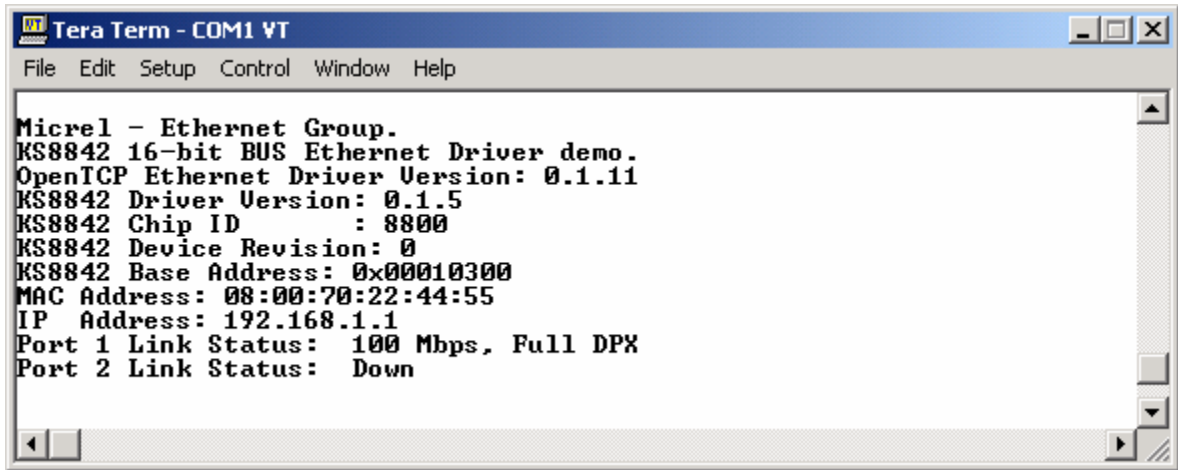 Tera Term - COM1 VT
File Edit Setup Control Window Help
Micrel - Ethernet Group.
KS8842 16-bit BUS Ethernet Driver demo.
OpenTCP Ethernet Driver Version: 0.1.11
KS8842 Driver Version: 0.1.5
KS8842 Chip ID        : 8800
KS8842 Device Revision: 0
KS8842 Base Address: 0x00010300
MAC Address: 08:00:70:22:44:55
IP  Address: 192.168.1.1
Port 1 Link Status:  100 Mbps, Full DPX
Port 2 Link Status:  Down